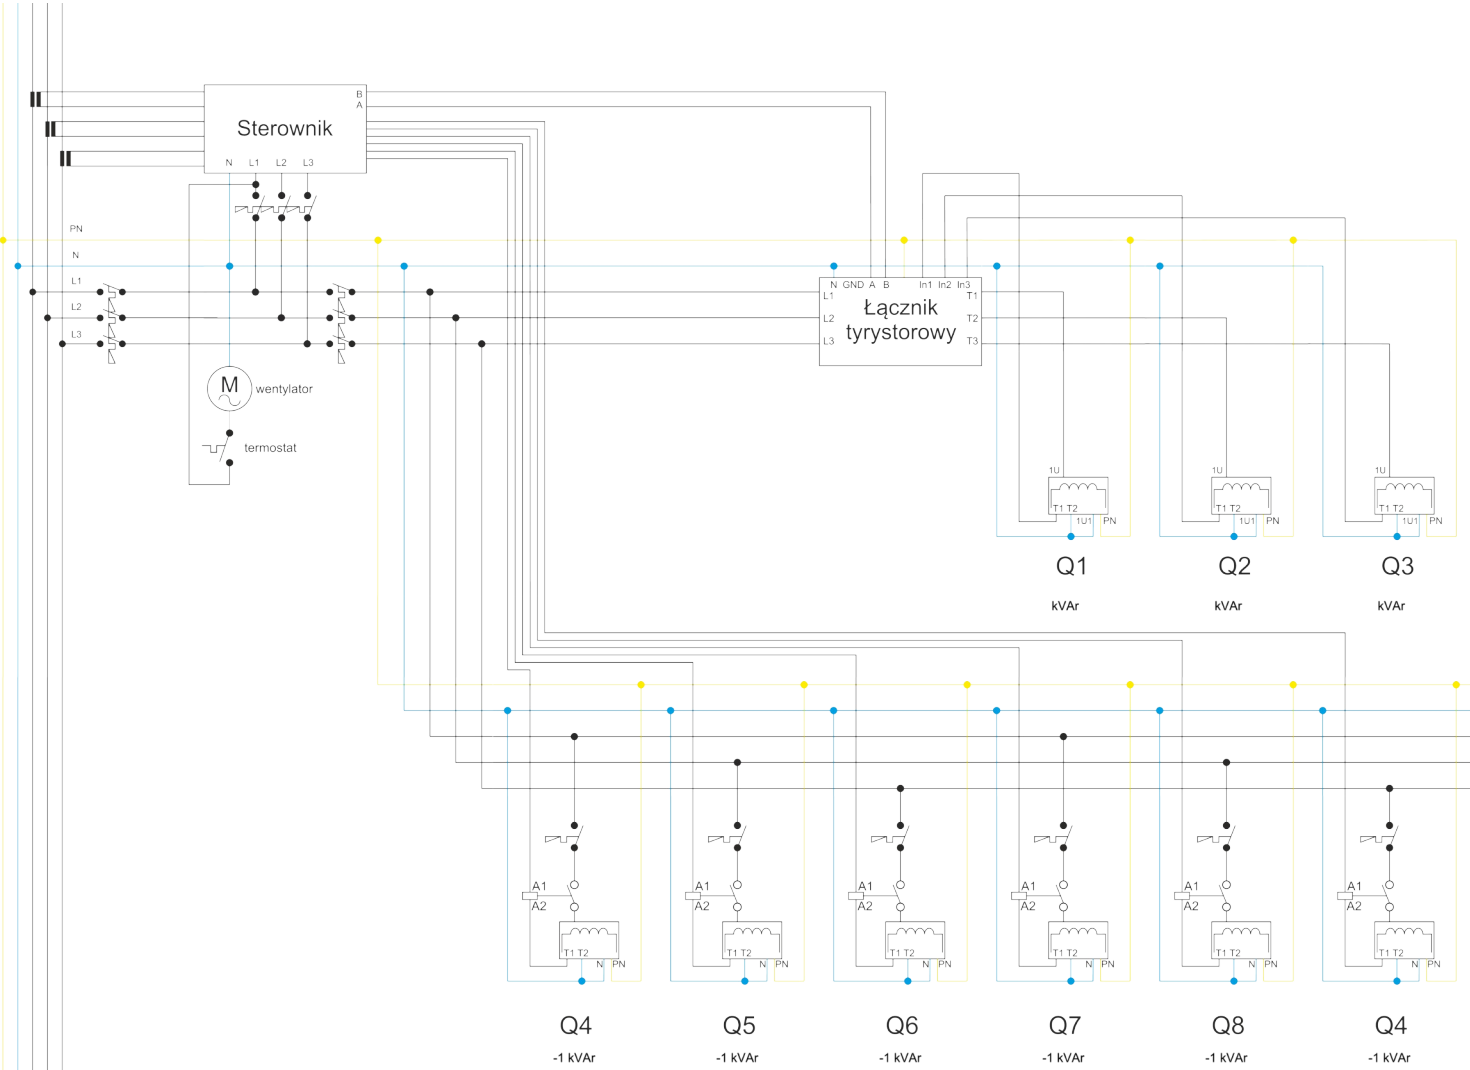 B
A
Sterownik
N L1 L2 L3
PN
N
L1
L2
L3
N GND A B In1 In2 In3
L1 T1
Łącznik
L2 tyrystorowy T2
L3 T3
M wentylator
termostat
1U 1U 1U
T1 T2 T1 T2 T1 T2
1U1 PN 1U1 PN 1U1 PN
Q1 Q2 Q3
kVAr kVAr kVAr
A1 A1 A1 A1 A1 A1
A2 A2 A2 A2 A2 A2
T1 T2 T1 T2 T1 T2 T1 T2 T1 T2 T1 T2
N PN N PN N PN N PN N PN N PN
Q4 Q5 Q6 Q7 Q8 Q4
-1 kVAr -1 kVAr -1 kVAr -1 kVAr -1 kVAr -1 kVAr